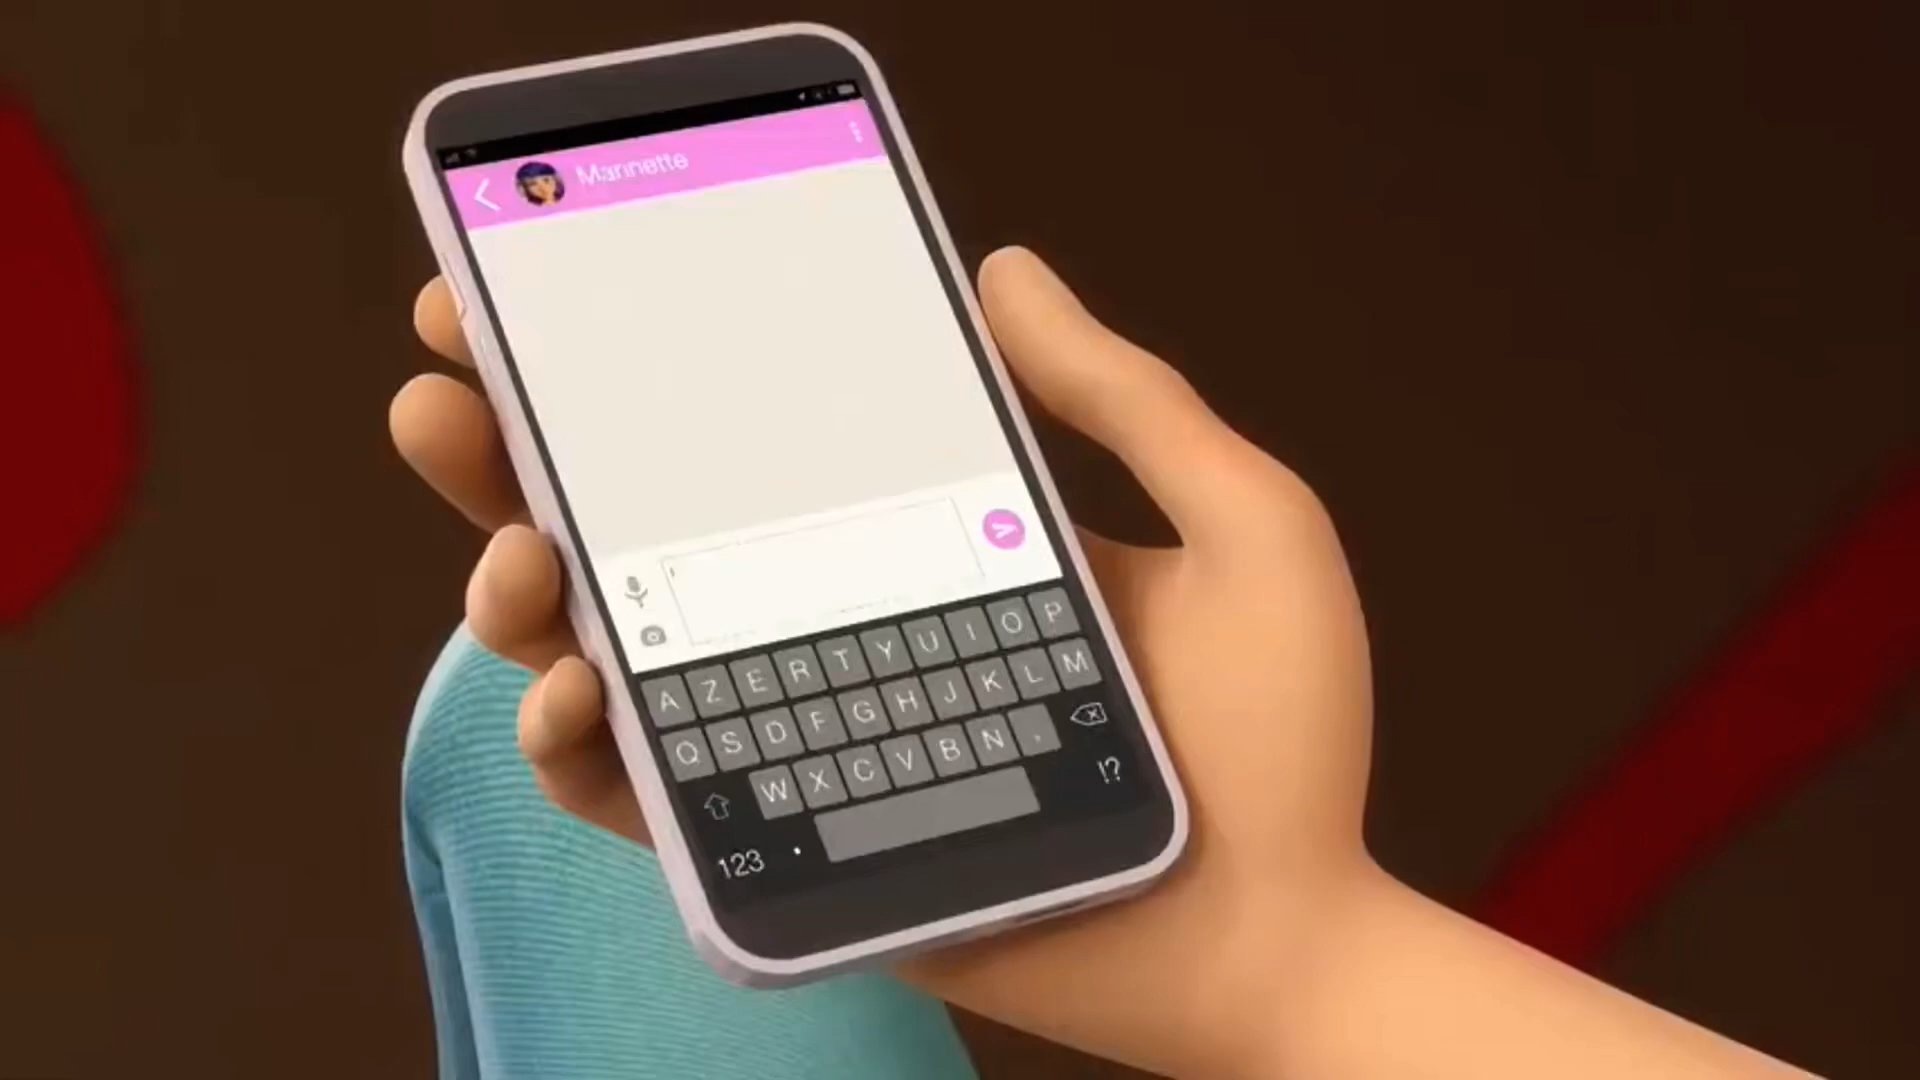 Marinette
A Z E R T Y U I O P
Q S D F G H J K L M
W X C V B N ,
123 . !?